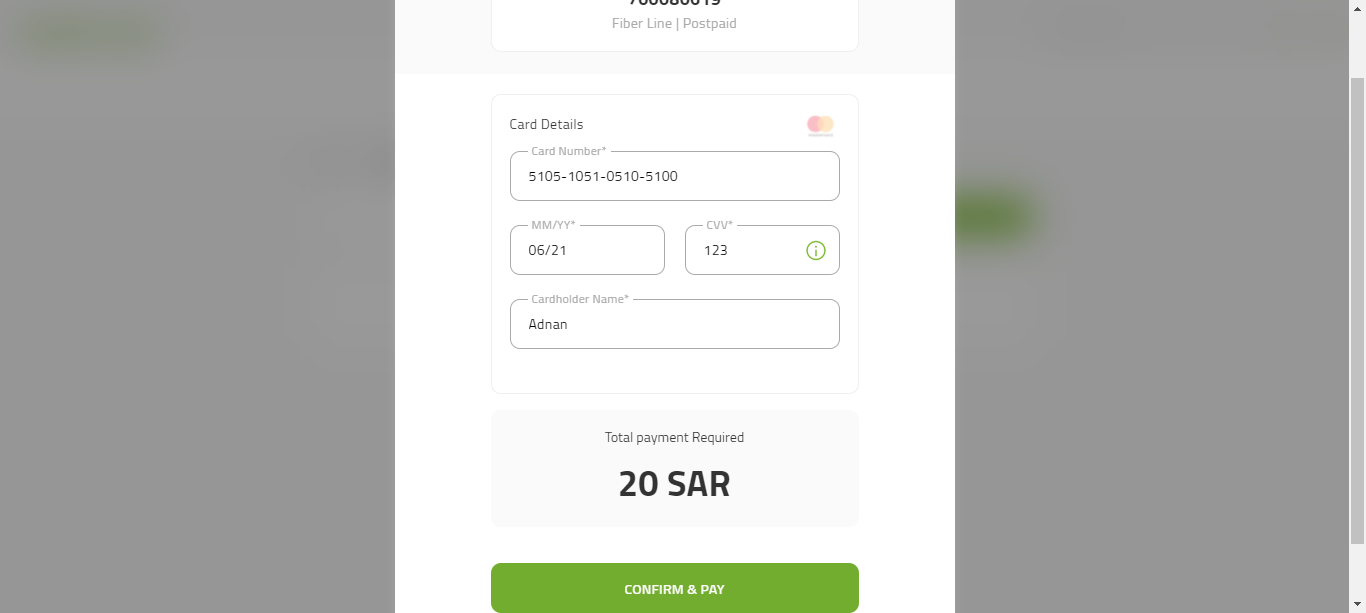 700080619
Fiber Line | Postpaid
Card Details
Card Number*
5105-1051-0510-5100
MM/YY*
CVV*
06/21
123
Cardholder Name*
Adnan
Total payment Required
20 SAR
CONFIRM & PAY